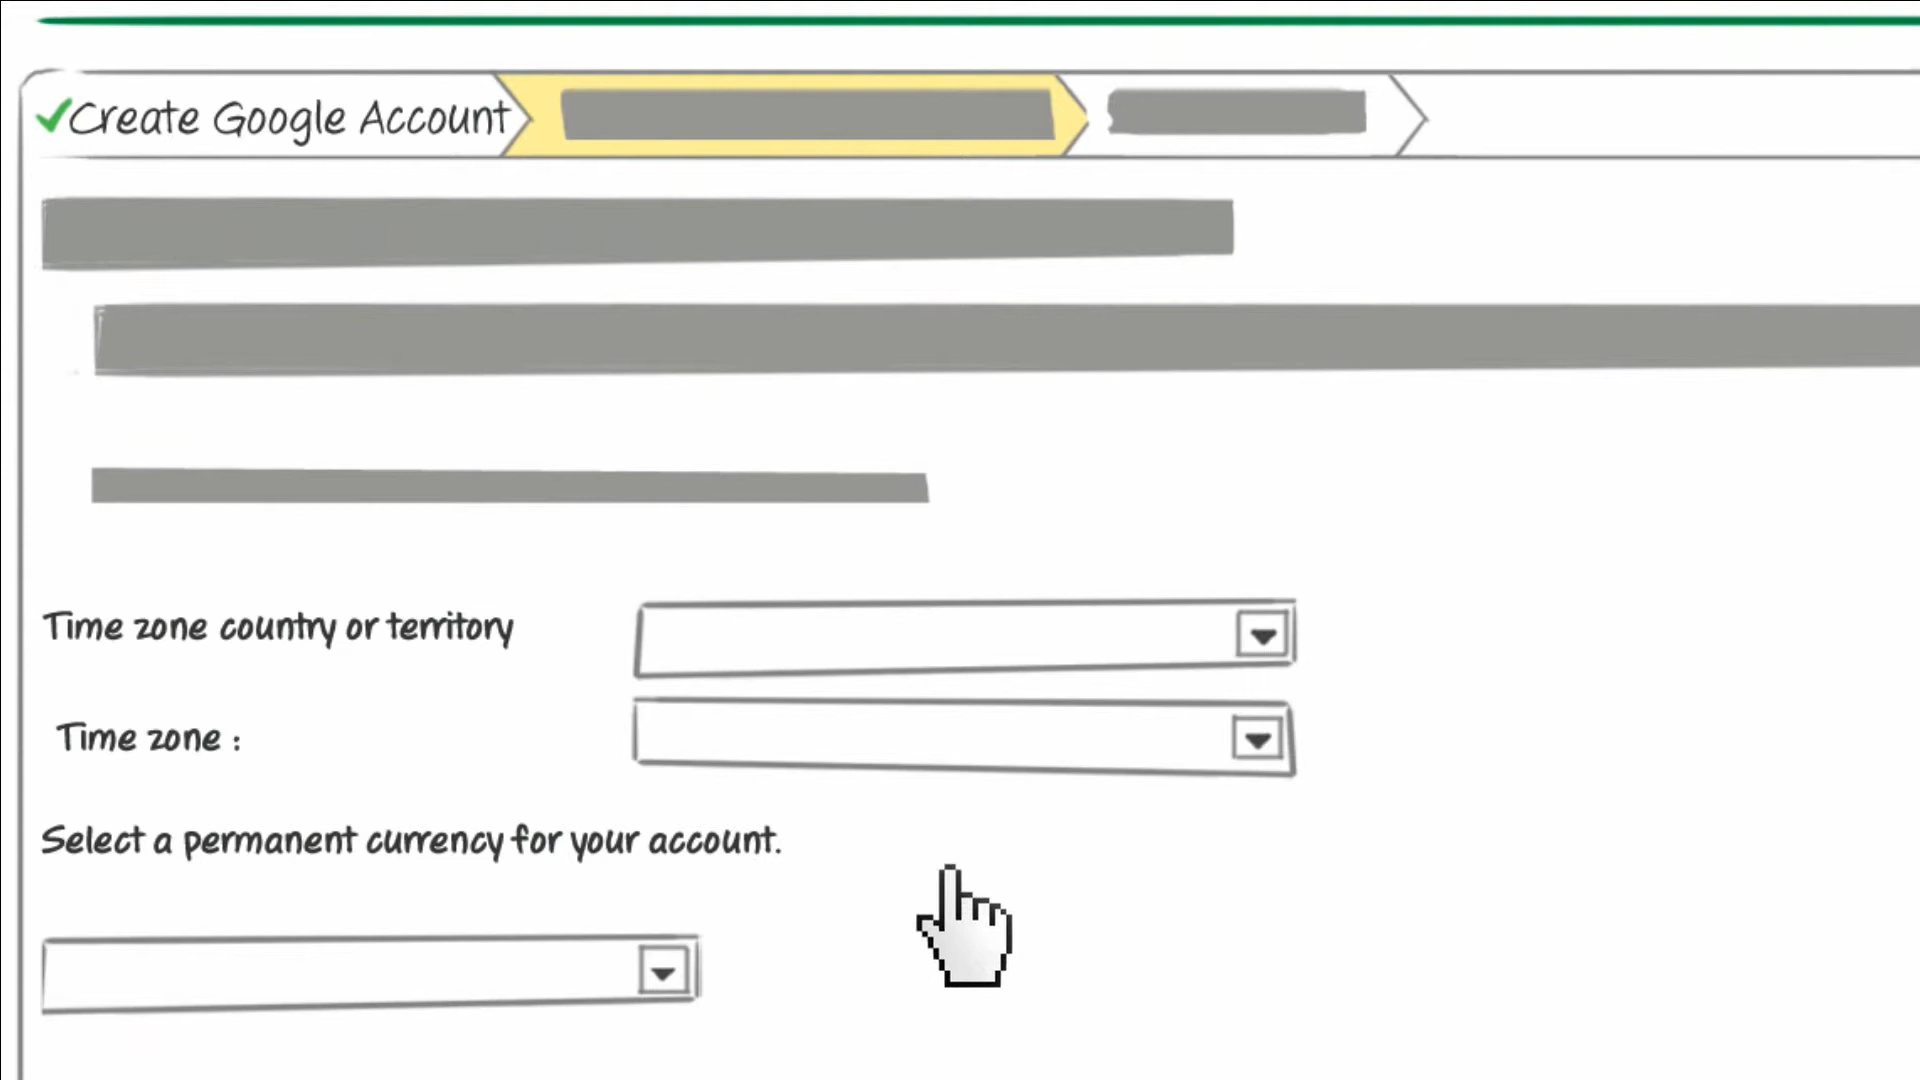 Create Google Account
Time zone country or territory
Time zone :
Select a permanent currency for your account.